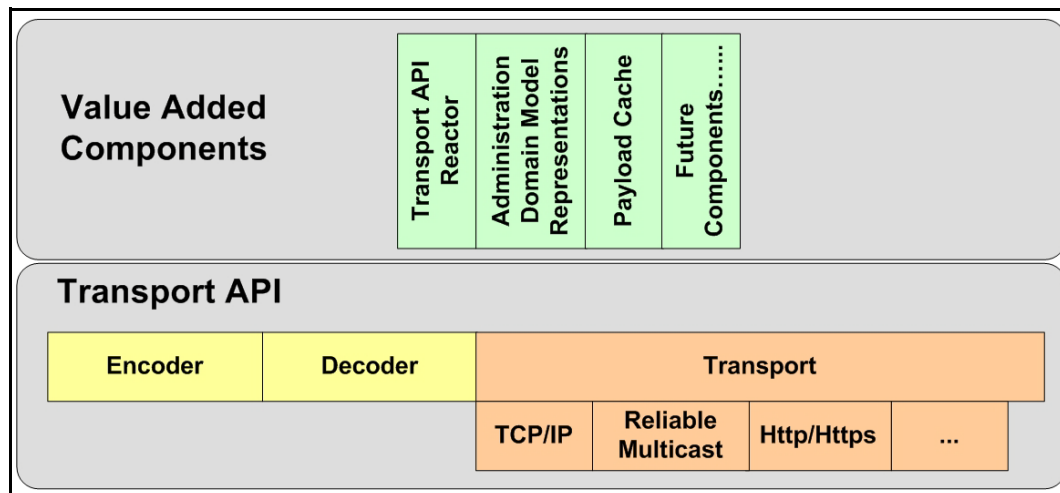 Value Added
Components
Transport API
Reactor
Administration
Domain Model
Representations
Payload Cache
Future
Components......
Transport API
Encoder
Decoder
Transport
TCP/IP
Reliable
Multicast
Http/Https
...